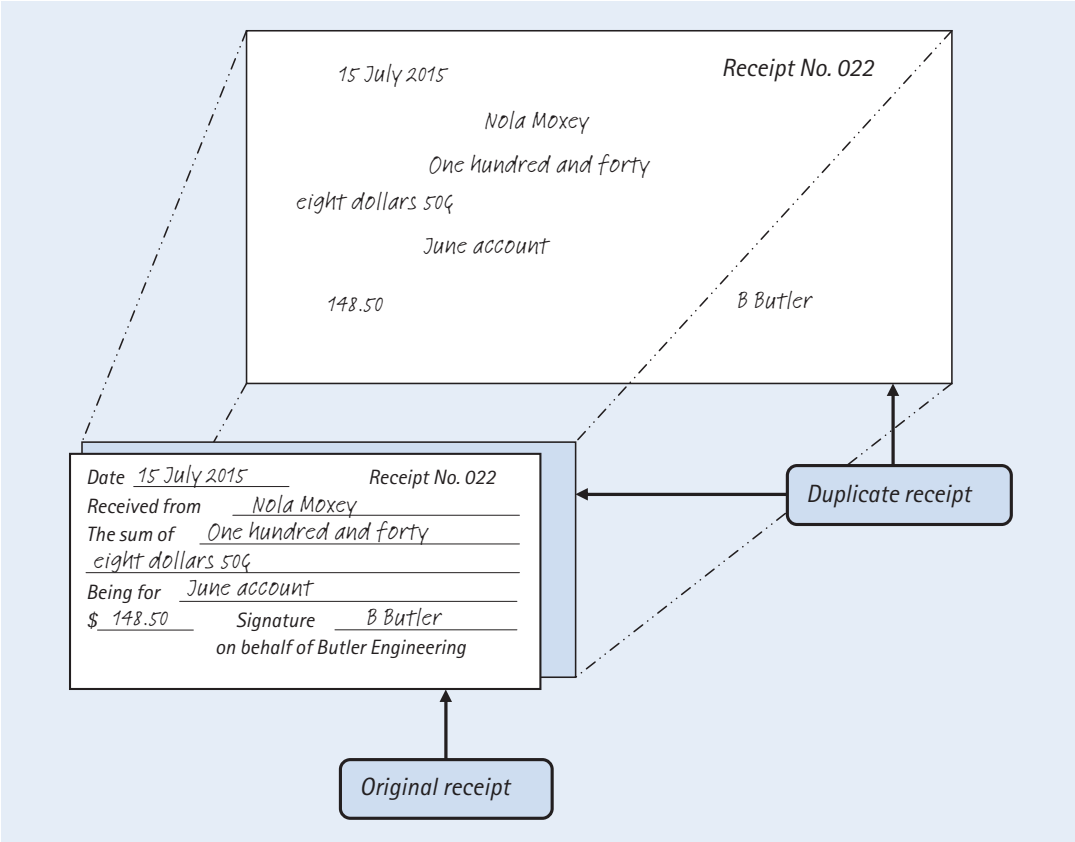 15 July 2015 Receipt No. 022
Nola Moxey
One hundred and forty
eight dollars 50¢
June account
148.50 B Butler
Date 15 July 2015 Receipt No. 022
Received from Nola Moxey
The sum of One hundred and forty
eight dollars 50¢
Being for June account
$ 148.50 Signature B Butler
on behalf of Butler Engineering
Duplicate receipt
Original receipt